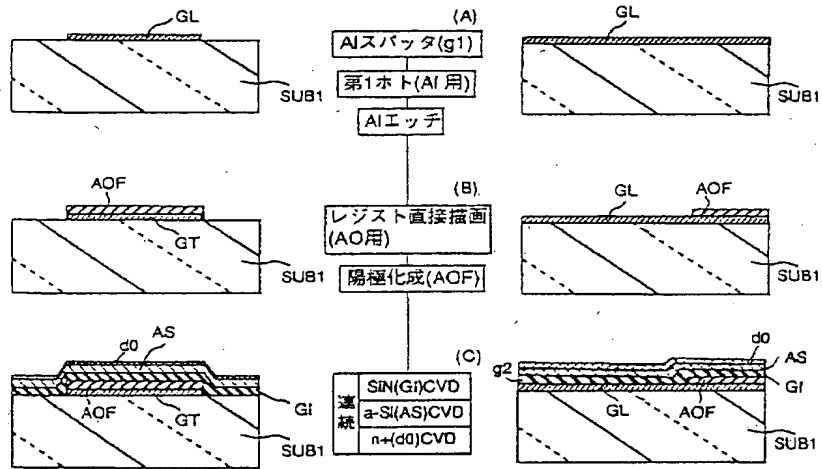 GL
SUB1
(A)
Alスパッタ(g1)
第1ホト(Al用)
Alエッチ
GL
SUB1
AOF
GT
SUB1
(B)
レジスト直接描画
(AO用)
陽極化成(AOF)
GL
AOF
SUB1
d0
AS
GI
AOF
GT
SUB1
(C)
連続
SiN(GI)CVD
a-Si(AS)CVD
n+(d0)CVD
d0
AS
g2
GI
GL
AOF
SUB1